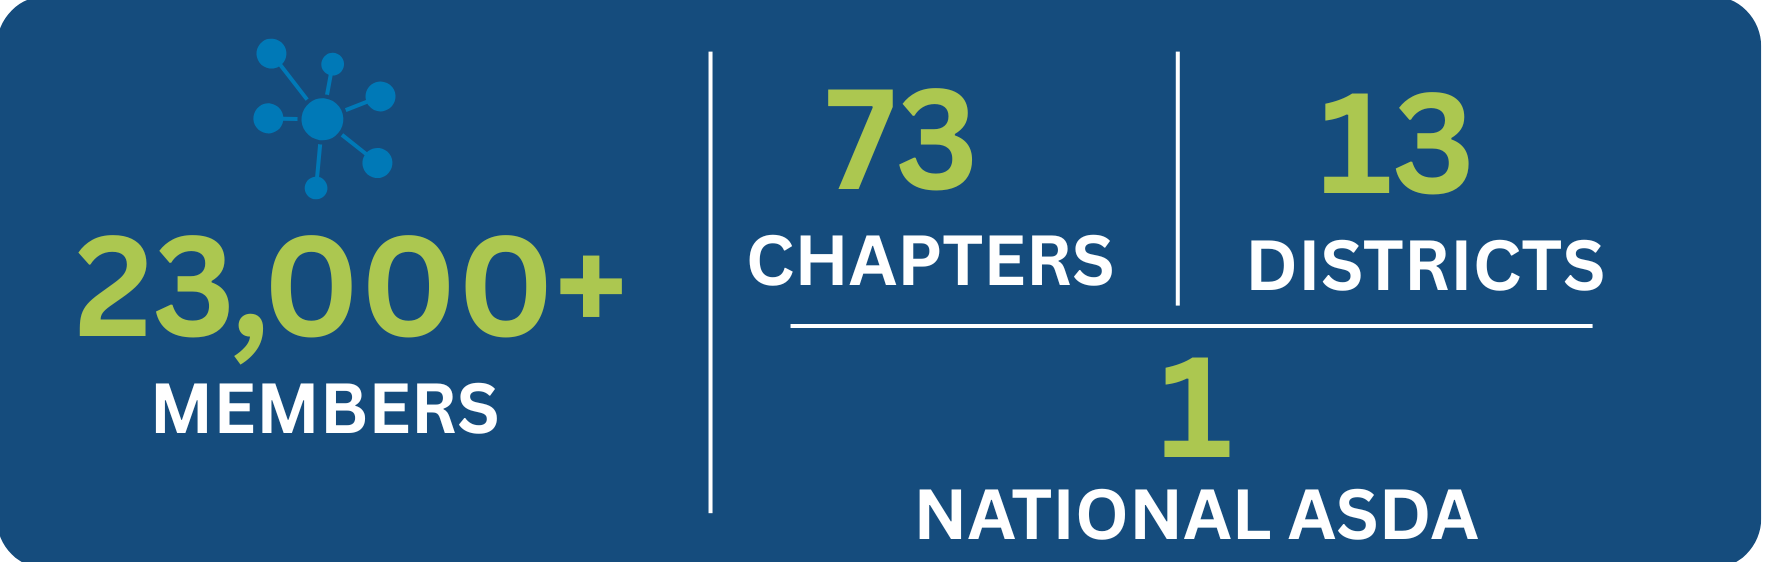 23,000+
MEMBERS
73
CHAPTERS
13
DISTRICTS
1
NATIONAL ASDA